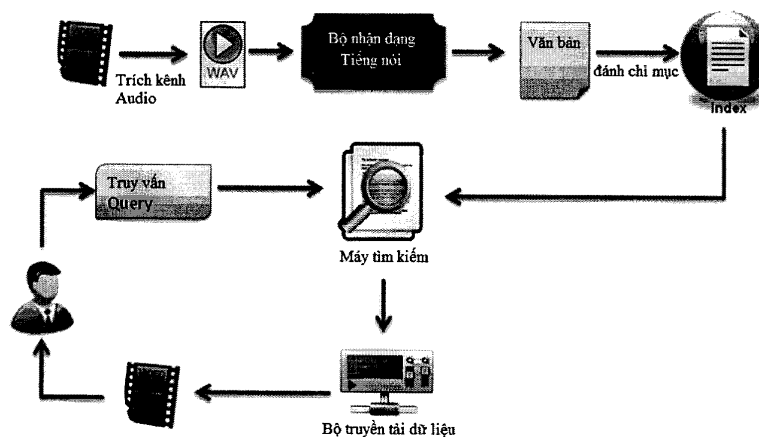 Bộ nhận dạng
Tiếng nói
WAV
Văn bản
Trích kênh
Audio
đánh chỉ mục
Index
Truy vấn
Query
Máy tìm kiếm
Bộ truyền tải dữ liệu